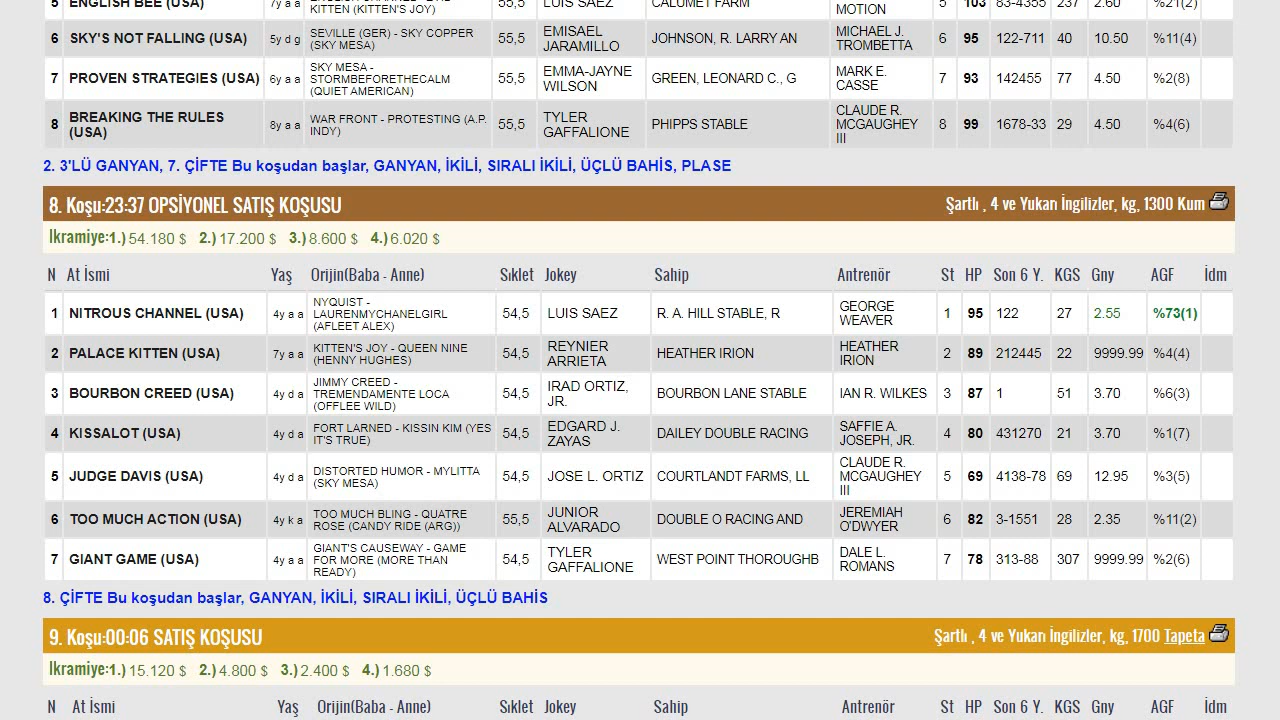 5 ENGLISH BEE (USA) 7y a a KITTEN (KITTEN'S JOY) 55,5 LUIS SAEZ CALUMET FARM MOTION 5 103 83-4355 237 2.60 %21(2)
6 SKY'S NOT FALLING (USA) 5y d g SEVILLE (GER) - SKY COPPER (SKY MESA) 55,5 EMISAEL JARAMILLO JOHNSON, R. LARRY AN MICHAEL J. TROMBETTA 6 95 122-711 40 10.50 %11(4)
7 PROVEN STRATEGIES (USA) 6y a a SKY MESA - STORMBEFORETHECALM (QUIET AMERICAN) 55,5 EMMA-JAYNE WILSON GREEN, LEONARD C., G MARK E. CASSE 7 93 142455 77 4.50 %2(8)
8 BREAKING THE RULES (USA) 8y a a WAR FRONT - PROTESTING (A.P. INDY) 55,5 TYLER GAFFALIONE PHIPPS STABLE CLAUDE R. MCGAUGHEY III 8 99 1678-33 29 4.50 %4(6)
2. 3'LÜ GANYAN, 7. ÇİFTE Bu koşudan başlar, GANYAN, İKİLİ, SIRALI İKİLİ, ÜÇLÜ BAHİS, PLASE
8. Koşu:23:37 OPSİYONEL SATIŞ KOŞUSU Şartlı , 4 ve Yukarı İngilizler, kg, 1300 Kum
İkramiye:1.) 54.180 $ 2.) 17.200 $ 3.) 8.600 $ 4.) 6.020 $
N At İsmi Yaş Orijin(Baba - Anne) Sıklet Jokey Sahip Antrenör St HP Son 6 Y. KGS Gny AGF İdm
1 NITROUS CHANNEL (USA) 4y a a NYQUIST - LAURENMYCHANELGIRL (AFLEET ALEX) 54,5 LUIS SAEZ R. A. HILL STABLE, R GEORGE WEAVER 1 95 122 27 2.55 %73(1)
2 PALACE KITTEN (USA) 7y a a KITTEN'S JOY - QUEEN NINE (HENNY HUGHES) 54,5 REYNIER ARRIETA HEATHER IRION HEATHER IRION 2 89 212445 22 9999.99 %4(4)
3 BOURBON CREED (USA) 4y d a JIMMY CREED - TREMENDAMENTE LOCA (OFFLEE WILD) 54,5 IRAD ORTIZ, JR. BOURBON LANE STABLE IAN R. WILKES 3 87 1 51 3.70 %6(3)
4 KISSALOT (USA) 4y d a FORT LARNED - KISSIN KIM (YES IT'S TRUE) 54,5 EDGARD J. ZAYAS DAILEY DOUBLE RACING SAFFIE A. JOSEPH, JR. 4 80 431270 21 3.70 %1(7)
5 JUDGE DAVIS (USA) 4y d a DISTORTED HUMOR - MYLITTA (SKY MESA) 54,5 JOSE L. ORTIZ COURTLANDT FARMS, LL CLAUDE R. MCGAUGHEY III 5 69 4138-78 69 12.95 %3(5)
6 TOO MUCH ACTION (USA) 4y k a TOO MUCH BLING - QUATRE ROSE (CANDY RIDE (ARG)) 55,5 JUNIOR ALVARADO DOUBLE O RACING AND JEREMIAH O'DWYER 6 82 3-1551 28 2.35 %11(2)
7 GIANT GAME (USA) 4y a a GIANT'S CAUSEWAY - GAME FOR MORE (MORE THAN READY) 54,5 TYLER GAFFALIONE WEST POINT THOROUGHB DALE L. ROMANS 7 78 313-88 307 9999.99 %2(6)
8. ÇİFTE Bu koşudan başlar, GANYAN, İKİLİ, SIRALI İKİLİ, ÜÇLÜ BAHİS
9. Koşu:00:06 SATIŞ KOŞUSU Şartlı , 4 ve Yukarı İngilizler, kg, 1700 Tapeta
İkramiye:1.) 15.120 $ 2.) 4.800 $ 3.) 2.400 $ 4.) 1.680 $
N At İsmi Yaş Orijin(Baba - Anne) Sıklet Jokey Sahip Antrenör St HP Son 6 Y. KGS Gny AGF İdm